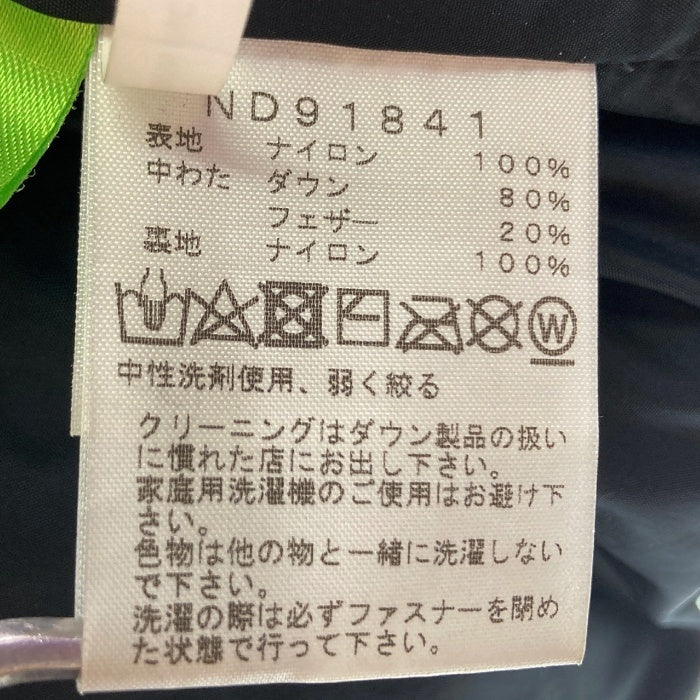 ND91841
表地 ナイロン 100%
中わた ダウン 80%
フェザー 20%
裏地 ナイロン 100%
W
中性洗剤使用、弱く絞る
クリーニングはダウン製品の扱い
に慣れた店にお出し下さい。
家庭用洗濯機のご使用はお避け下
さい。
色物は他の物と一緒に洗濯しない
で下さい。
洗濯の際は必ずファスナーを閉め
た状態で行って下さい。